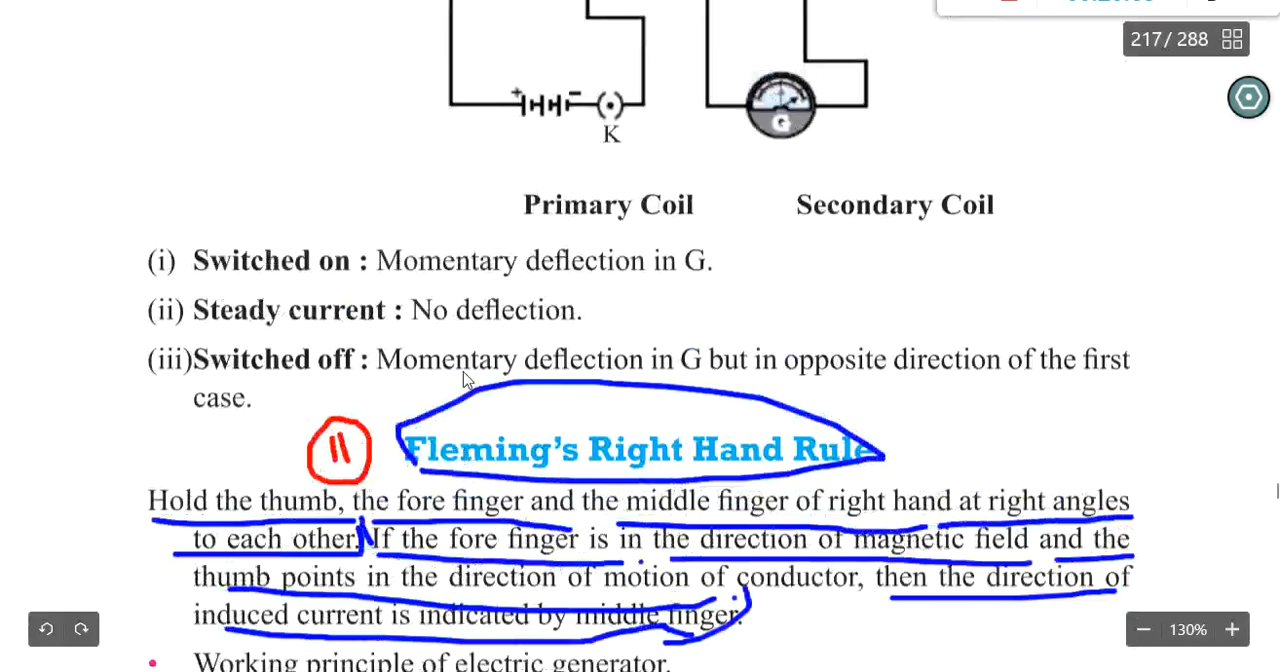 217 / 288
+ −
K
G
Primary Coil Secondary Coil
(i) Switched on : Momentary deflection in G.
(ii) Steady current : No deflection.
(iii)Switched off : Momentary deflection in G but in opposite direction of the first
case.
11 Fleming's Right Hand Rule
Hold the thumb, the fore finger and the middle finger of right hand at right angles
to each other. If the fore finger is in the direction of magnetic field and the
thumb points in the direction of motion of conductor, then the direction of
induced current is indicated by middle finger.
− 130% +
• Working principle of electric generator.